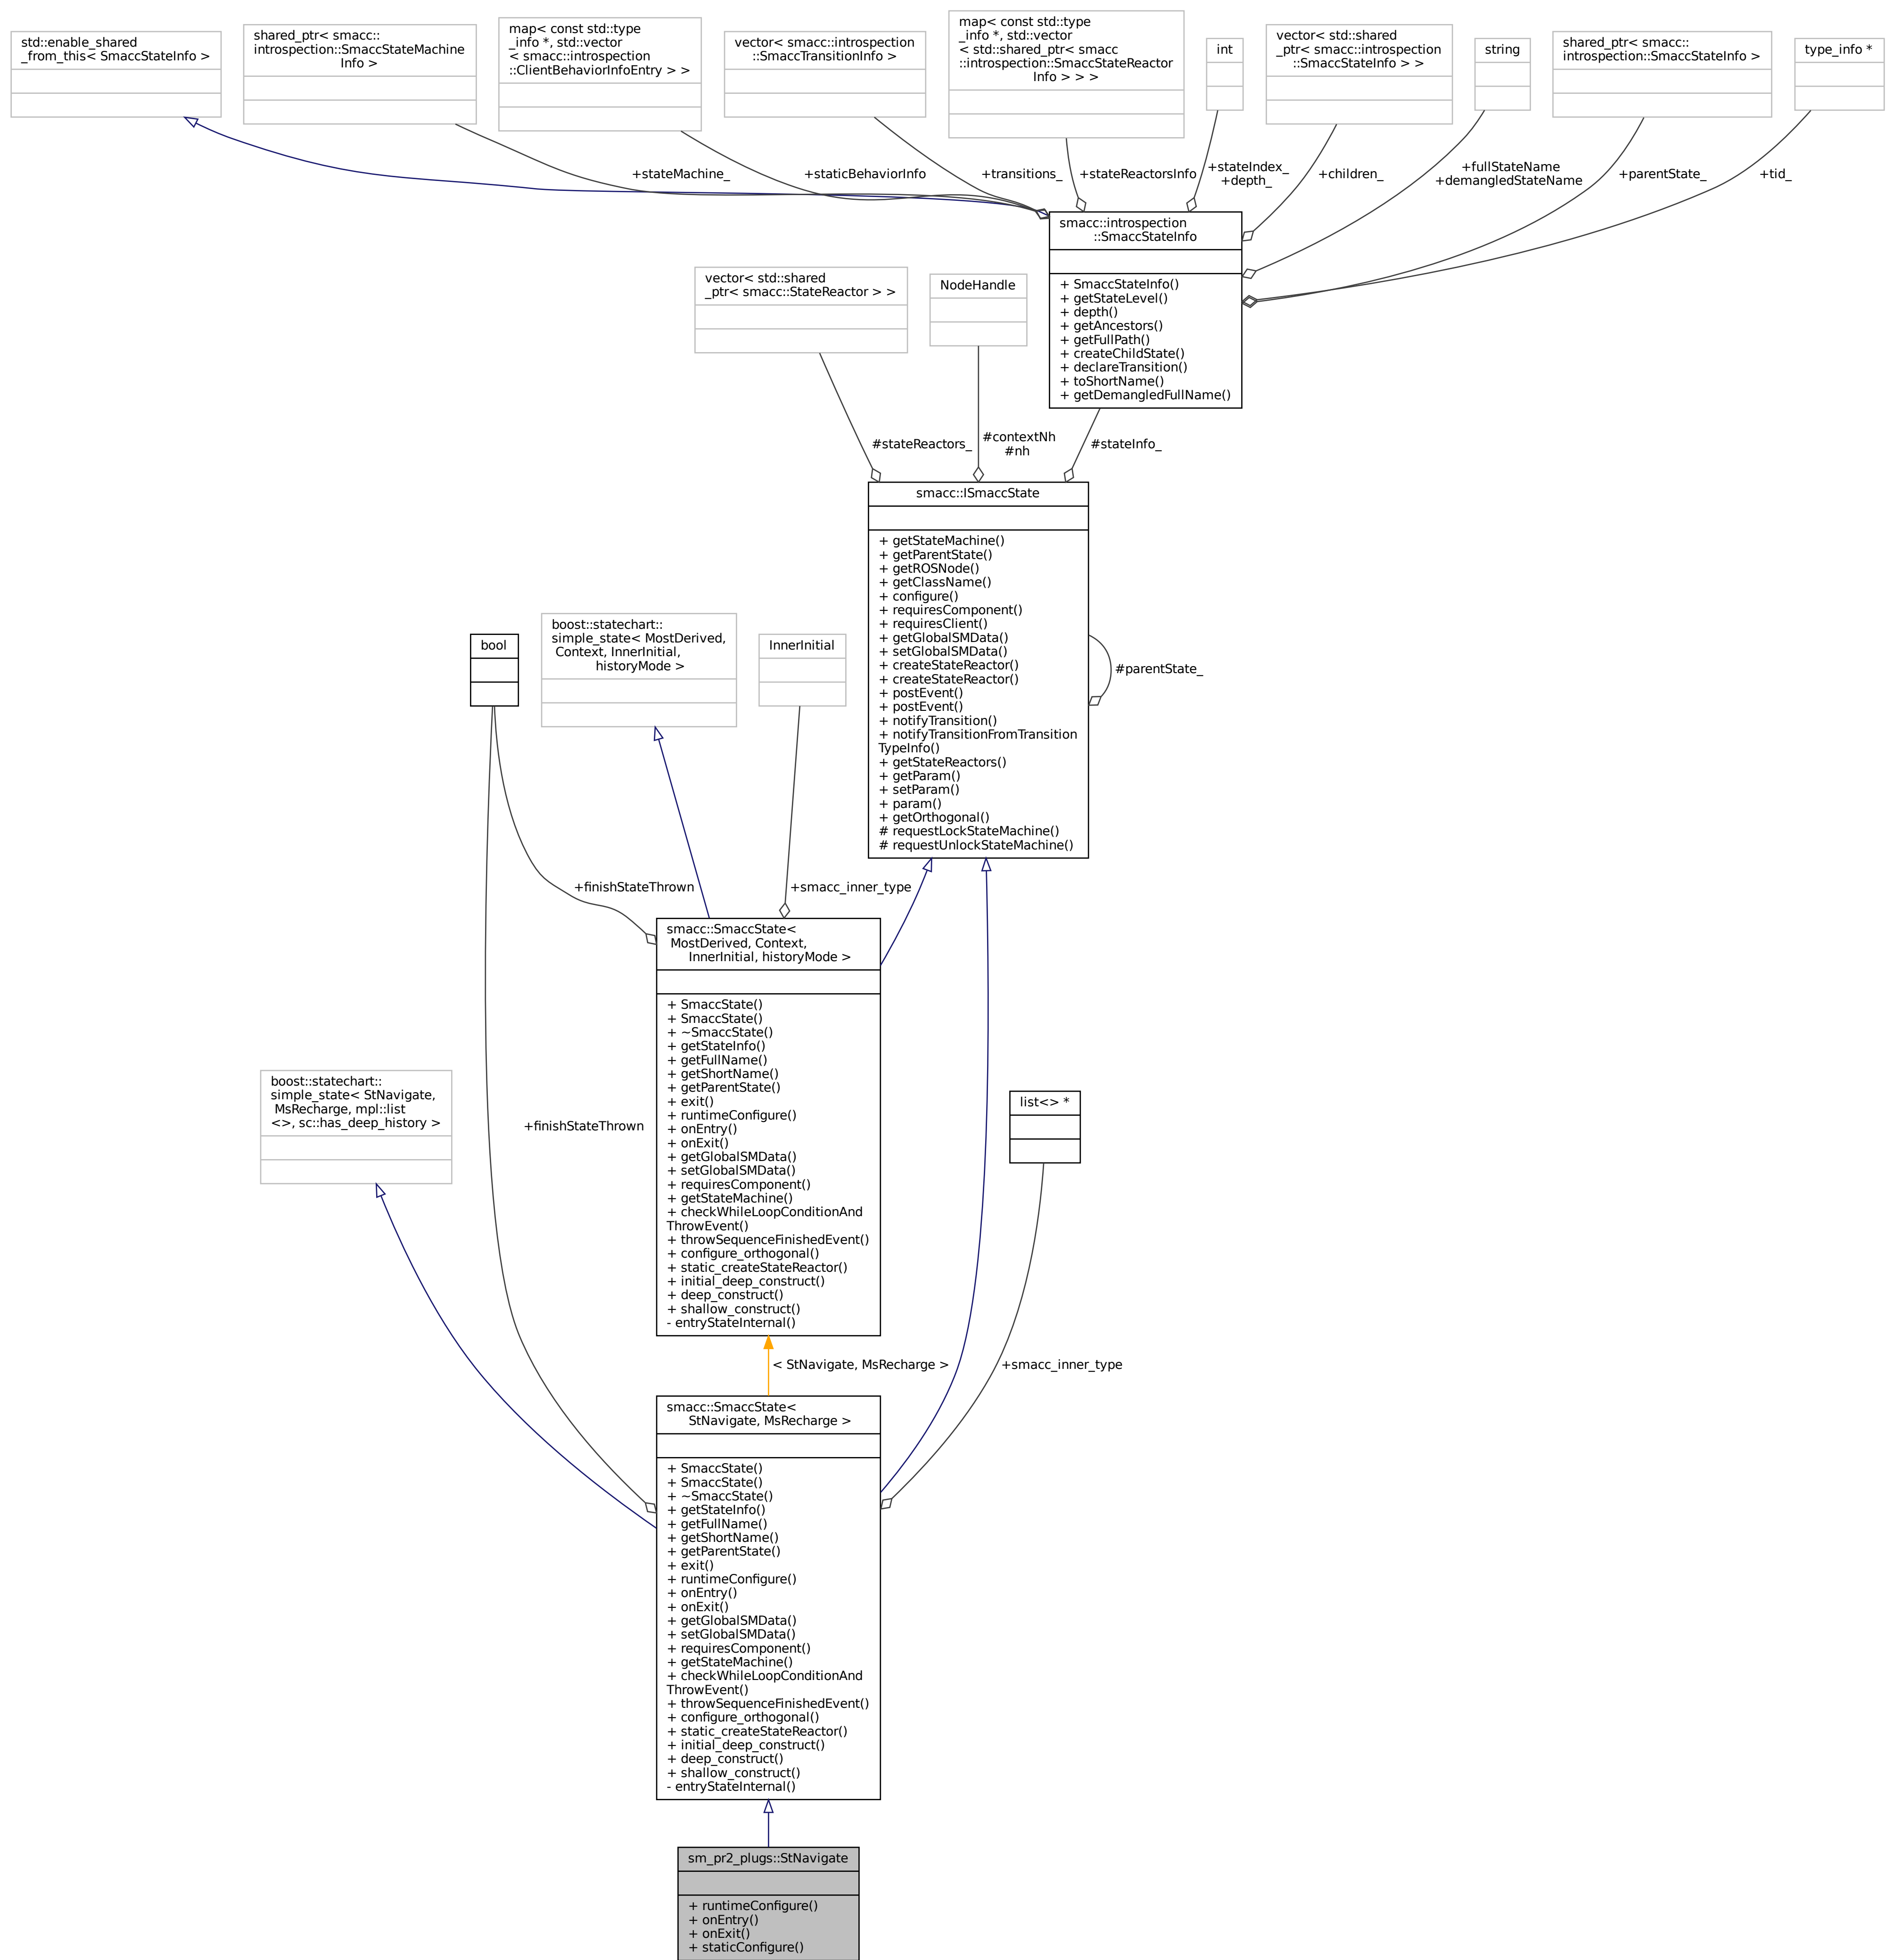 std::enable_shared
_from_this< SmaccStateInfo >
shared_ptr< smacc::
introspection::SmaccStateMachine
Info >
map< const std::type
_info *, std::vector
< smacc::introspection
::ClientBehaviorInfoEntry > >
vector< smacc::introspection
::SmaccTransitionInfo >
map< const std::type
_info *, std::vector
< std::shared_ptr< smacc
::introspection::SmaccStateReactor
Info > > >
int
vector< std::shared
_ptr< smacc::introspection
::SmaccStateInfo > >
string
shared_ptr< smacc::
introspection::SmaccStateInfo >
type_info *
+stateMachine_
+staticBehaviorInfo
+transitions_
+stateReactorsInfo
+stateIndex_
+depth_
+children_
+fullStateName
+demangledStateName
+parentState_
+tid_
smacc::introspection
::SmaccStateInfo
+ SmaccStateInfo()
+ getStateLevel()
+ depth()
+ getAncestors()
+ getFullPath()
+ createChildState()
+ declareTransition()
+ toShortName()
+ getDemangledFullName()
vector< std::shared
_ptr< smacc::StateReactor > >
NodeHandle
#stateReactors_
#contextNh
#nh
#stateInfo_
smacc::ISmaccState
+ getStateMachine()
+ getParentState()
+ getROSNode()
+ getClassName()
+ configure()
+ requiresComponent()
+ requiresClient()
+ getGlobalSMData()
+ setGlobalSMData()
+ createStateReactor()
+ createStateReactor()
+ postEvent()
+ postEvent()
+ notifyTransition()
+ notifyTransitionFromTransition
TypeInfo()
+ getStateReactors()
+ getParam()
+ setParam()
+ param()
+ getOrthogonal()
# requestLockStateMachine()
# requestUnlockStateMachine()
#parentState_
bool
boost::statechart::
simple_state< MostDerived,
Context, InnerInitial,
historyMode >
InnerInitial
+finishStateThrown
+smacc_inner_type
smacc::SmaccState<
MostDerived, Context,
InnerInitial, historyMode >
+ SmaccState()
+ SmaccState()
+ ~SmaccState()
+ getStateInfo()
+ getFullName()
+ getShortName()
+ getParentState()
+ exit()
+ runtimeConfigure()
+ onEntry()
+ onExit()
+ getGlobalSMData()
+ setGlobalSMData()
+ requiresComponent()
+ getStateMachine()
+ checkWhileLoopConditionAnd
ThrowEvent()
+ throwSequenceFinishedEvent()
+ configure_orthogonal()
+ static_createStateReactor()
+ initial_deep_construct()
+ deep_construct()
+ shallow_construct()
- entryStateInternal()
boost::statechart::
simple_state< StNavigate,
MsRecharge, mpl::list
<>, sc::has_deep_history >
+finishStateThrown
list<> *
< StNavigate, MsRecharge >
+smacc_inner_type
smacc::SmaccState<
StNavigate, MsRecharge >
+ SmaccState()
+ SmaccState()
+ ~SmaccState()
+ getStateInfo()
+ getFullName()
+ getShortName()
+ getParentState()
+ exit()
+ runtimeConfigure()
+ onEntry()
+ onExit()
+ getGlobalSMData()
+ setGlobalSMData()
+ requiresComponent()
+ getStateMachine()
+ checkWhileLoopConditionAnd
ThrowEvent()
+ throwSequenceFinishedEvent()
+ configure_orthogonal()
+ static_createStateReactor()
+ initial_deep_construct()
+ deep_construct()
+ shallow_construct()
- entryStateInternal()
sm_pr2_plugs::StNavigate
+ runtimeConfigure()
+ onEntry()
+ onExit()
+ staticConfigure()